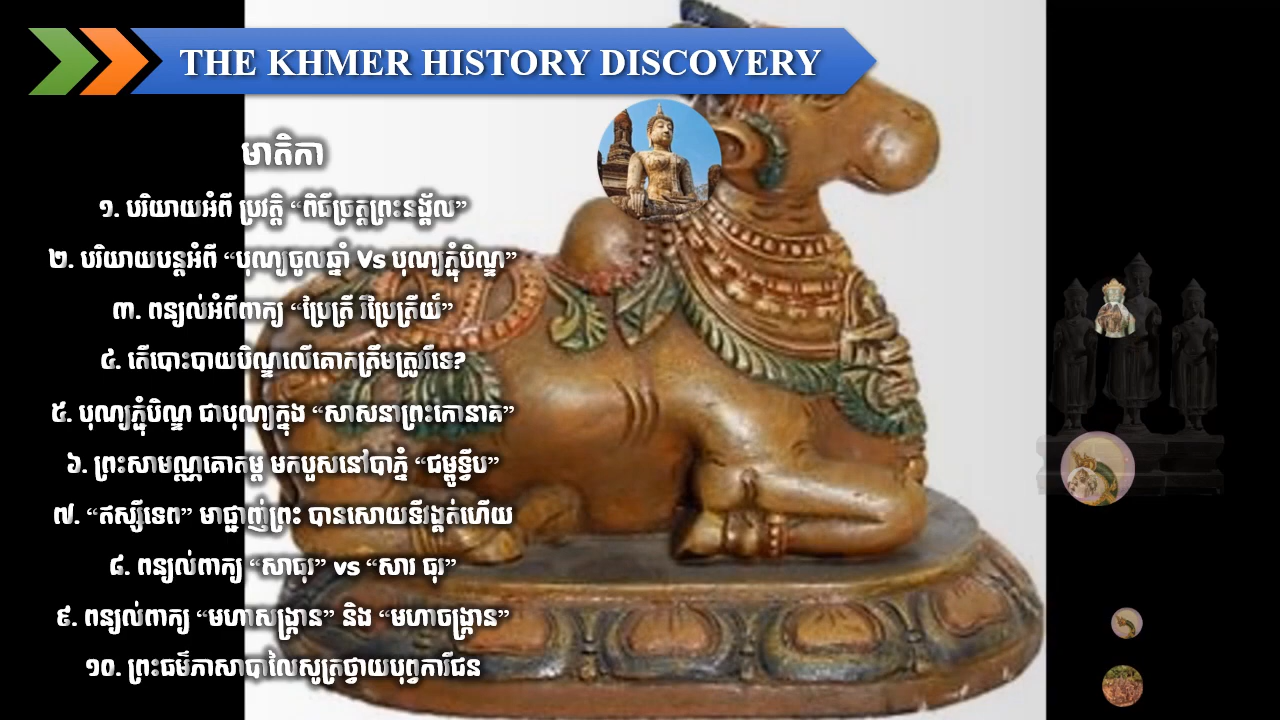 THE KHMER HISTORY DISCOVERY
មាតិកា
១. បរិយាយអំពី ប្រវត្តិ “ពិធីច្រត្តព្រះនង្គ័ល”
២. បរិយាយបន្តអំពី “បុណ្យចូលឆ្នាំ Vs បុណ្យភ្ជុំបិណ្ឌ”
៣. ពន្យល់អំពីពាក្យ “ប្រៃត្រី រឺប្រៃត្រីយ៍”
៤. តើបោះបាយបិណ្ឌលើគោកត្រឹមត្រូវរឺទេ?
៥. បុណ្យភ្ជុំបិណ្ឌ ជាបុណ្យក្នុង “សាសនាព្រះកោនាគ”
៦. ព្រះសាមណ្ណគោតម្ត មកបួសនៅបាភ្នំ “ជម្ពូទ្វីប”
៧. “ឥស្សីទេព” មាផ្ចាញ់ព្រះ បានសោយទីវង្គត់ហើយ
៨. ពន្យល់ពាក្យ “សាធុរ” vs “សារ ធុរ”
៩. ពន្យល់ពាក្យ “មហាសង្ក្រាន” និង “មហាចង្ក្រាន”
១០. ព្រះធម៌ភាសាបាលៃសូត្រថ្វាយបុព្វការីជន